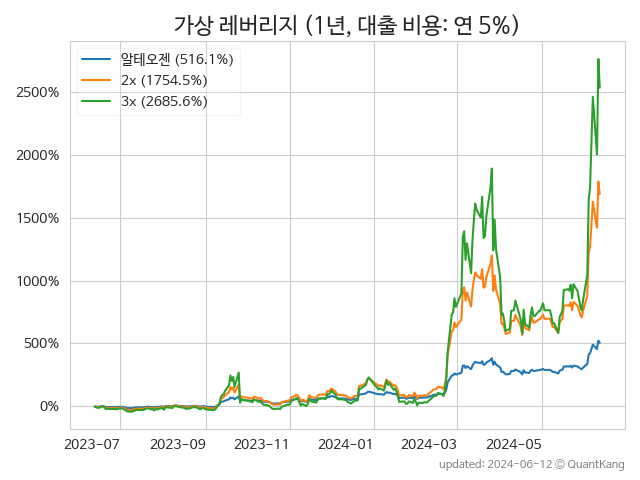 가상 레버리지 (1년, 대출 비용: 연 5%)
알테오젠 (516.1%)
2x (1754.5%)
3x (2685.6%)
2500%
2000%
1500%
1000%
500%
0%
2023-07 2023-09 2023-11 2024-01 2024-03 2024-05
updated: 2024-06-12 © QuantKang